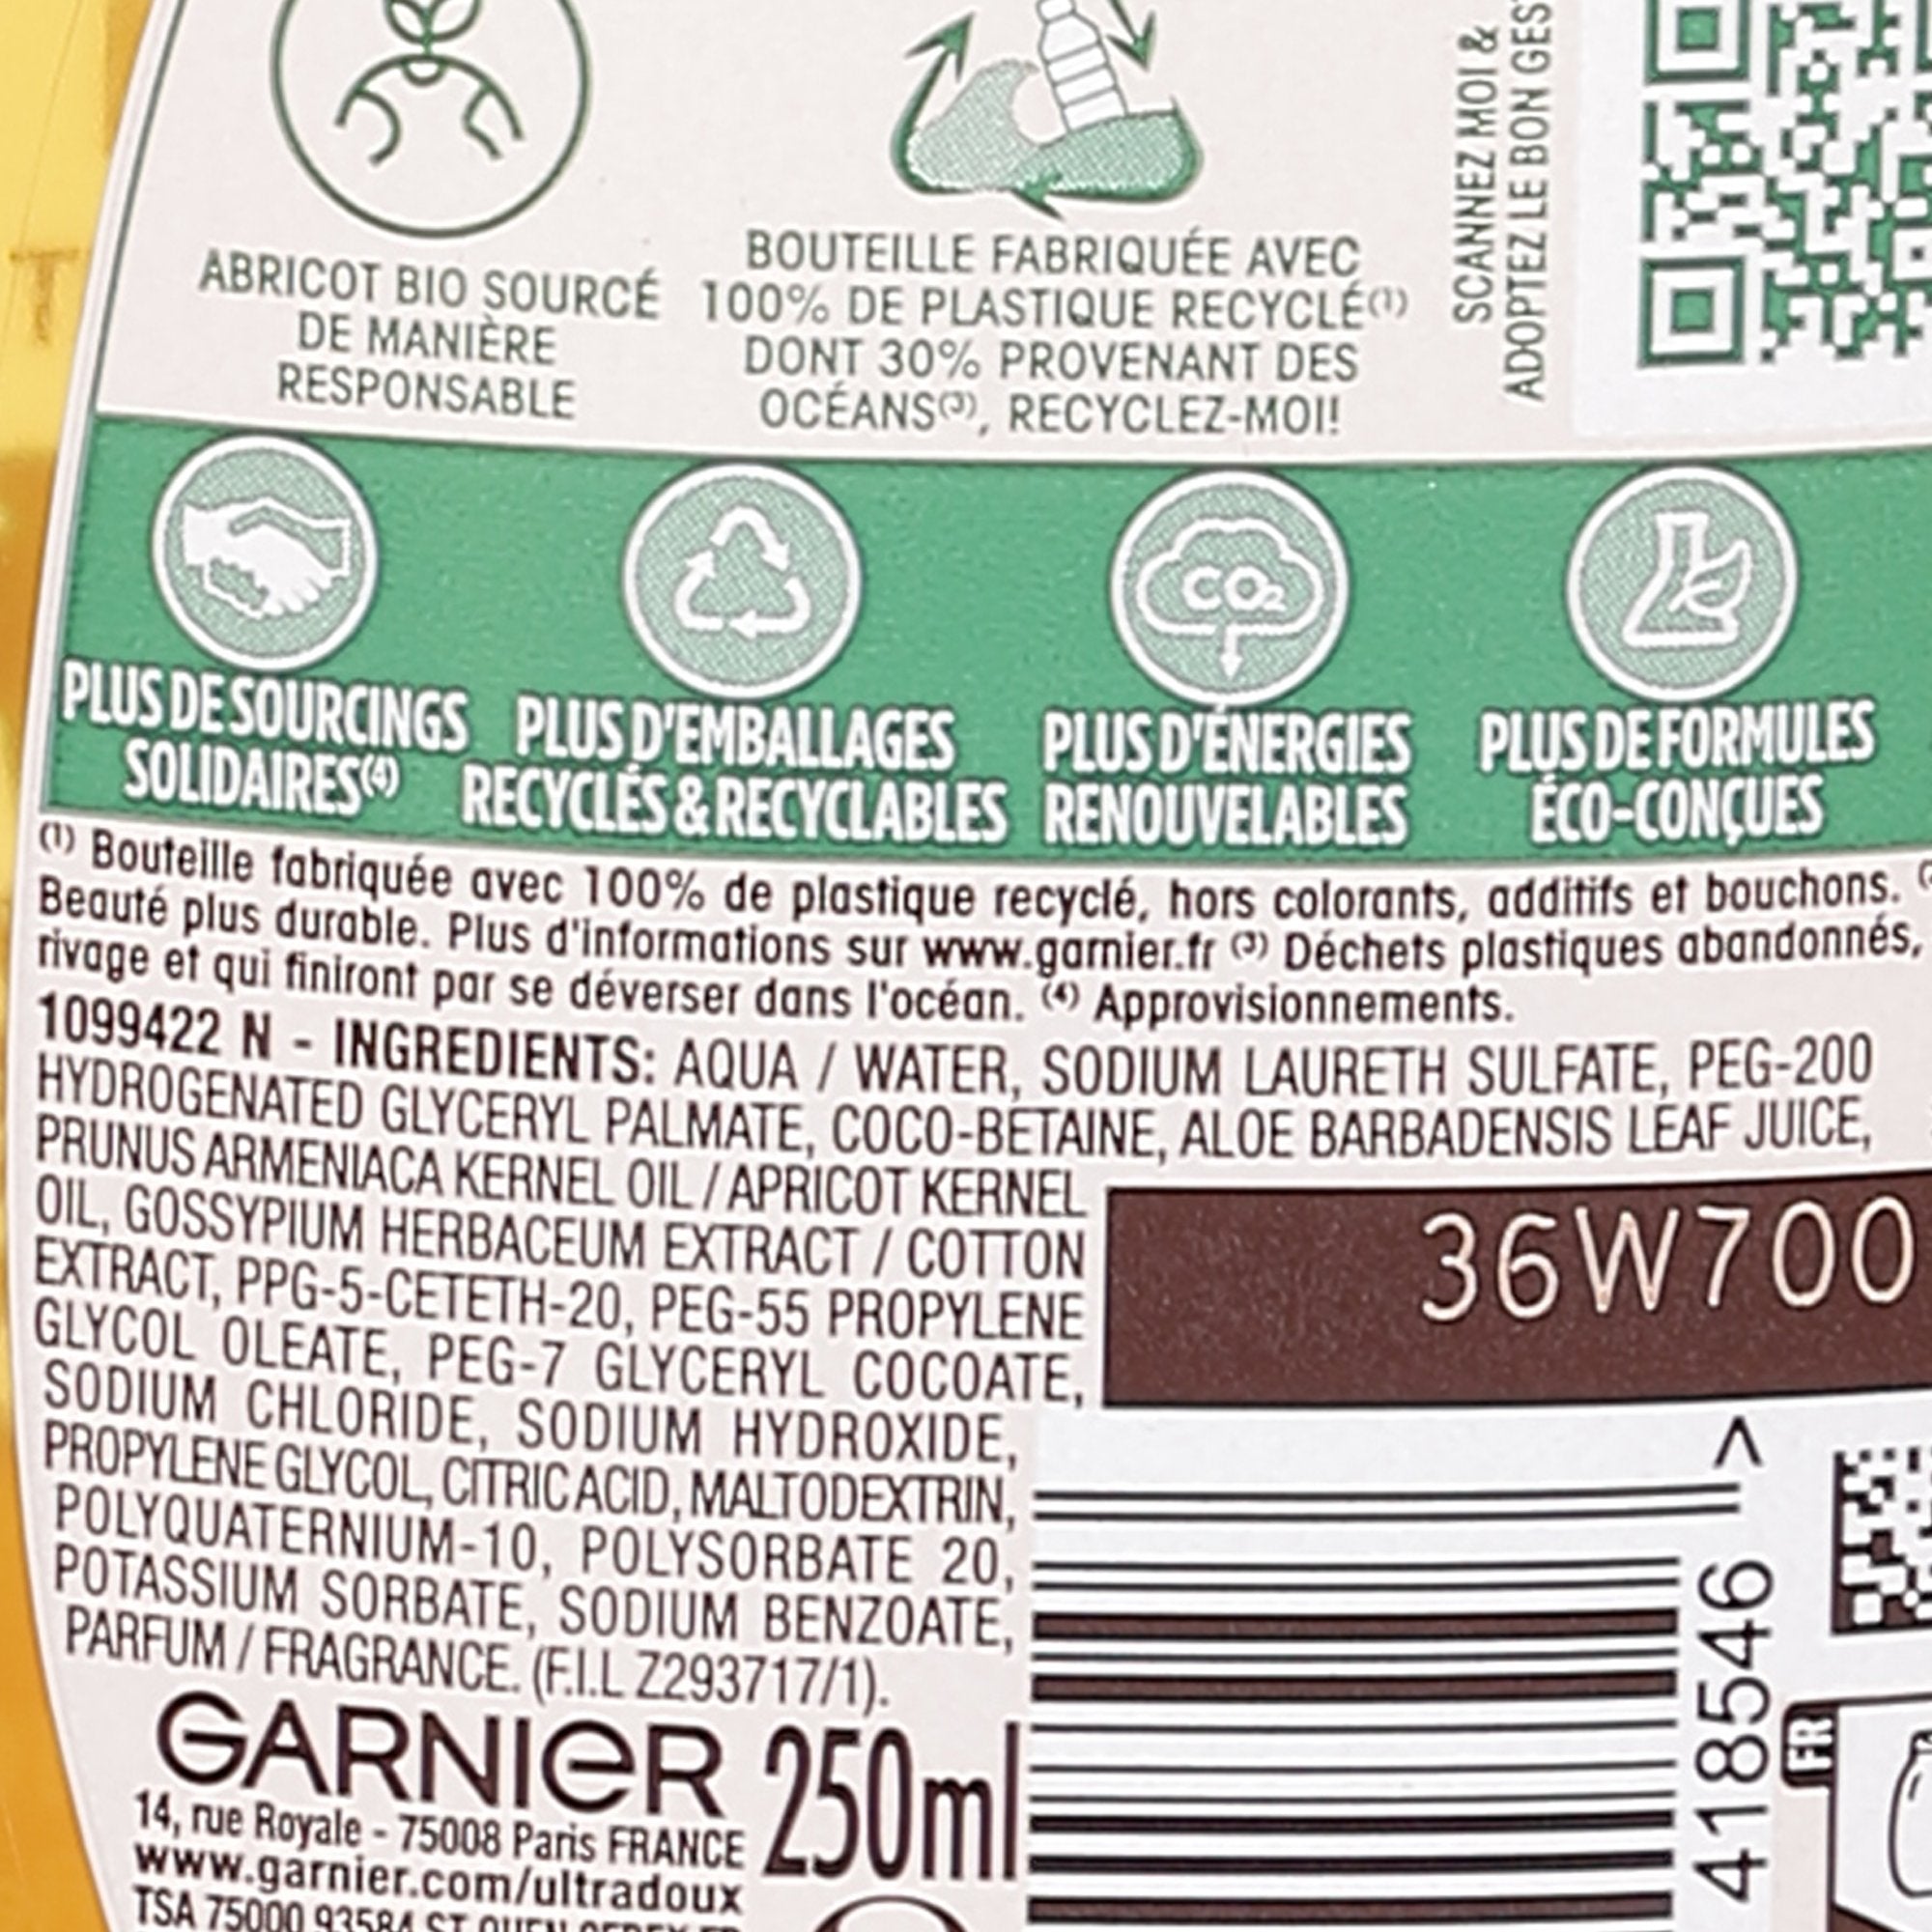 ABRICOT BIO SOURCÉ
DE MANIÈRE
RESPONSABLE
BOUTEILLE FABRIQUÉE AVEC
100% DE PLASTIQUE RECYCLÉ(1)
DONT 30% PROVENANT DES
OCÉANS(3), RECYCLEZ-MOI!
SCANNEZ MOI &
ADOPTEZ LE BON
CO2
PLUS DE SOURCINGS
SOLIDAIRES(4)
PLUS D'EMBALLAGES
RECYCLÉS & RECYCLABLES
PLUS D'ÉNERGIES
RENOUVELABLES
PLUS DE FORMULES
ÉCO-CONÇUES
(1) Bouteille fabriquée avec 100% de plastique recyclé, hors colorants, additifs et bouchons.
Beauté plus durable. Plus d'informations sur www.garnier.fr (3) Déchets plastiques abandonnés,
rivage et qui finiront par se déverser dans l'océan. (4) Approvisionnements.
1099422 N - INGREDIENTS: AQUA / WATER, SODIUM LAURETH SULFATE, PEG-200
HYDROGENATED GLYCERYL PALMATE, COCO-BETAINE, ALOE BARBADENSIS LEAF JUICE,
PRUNUS ARMENIACA KERNEL OIL / APRICOT KERNEL
OIL, GOSSYPIUM HERBACEUM EXTRACT / COTTON
EXTRACT, PPG-5-CETETH-20, PEG-55 PROPYLENE
GLYCOL OLEATE, PEG-7 GLYCERYL COCOATE,
SODIUM CHLORIDE, SODIUM HYDROXIDE,
PROPYLENE GLYCOL, CITRIC ACID, MALTODEXTRIN,
POLYQUATERNIUM-10, POLYSORBATE 20,
POTASSIUM SORBATE, SODIUM BENZOATE,
PARFUM / FRAGRANCE. (F.I.L Z293717/1).
36W700
>
418546
FR
GARNIER 250ml
14, rue Royale - 75008 Paris FRANCE
www.garnier.com/ultradoux
TSA 75000 93584 ST OUEN CEDEX